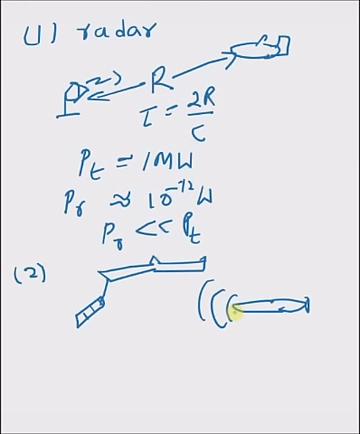 (1) radar
R
τ = 2R/C
Pt = 1MW
Pr ≈ 10^-12 W
Pr << Pt
(2)